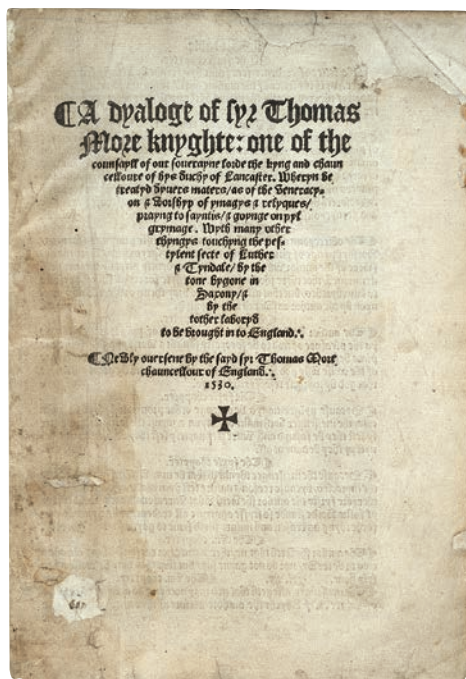 ¶A dyaloge of syr Thomas
More knyghte: one of the
counsayll of our souerayne lorde the kyng and chaun
celloure of hys duchy of Lancaster. Wheryn be
treatyd dyuers maters/ as of the veneracy-
on & worshyp of ymagys & relyques/
prayng to sayntis/ & goynge on pyl
grymage. Wyth many other
thyngys touchyng the pes-
tylent secte of Luther
& Tyndale/ by the
tone bygone in
Saxony/ &
by the
tother laboryd
to be brought in to England.∴
¶Newly ouersene by the sayd syr Thomas More
chauncellour of England.∴
1530.